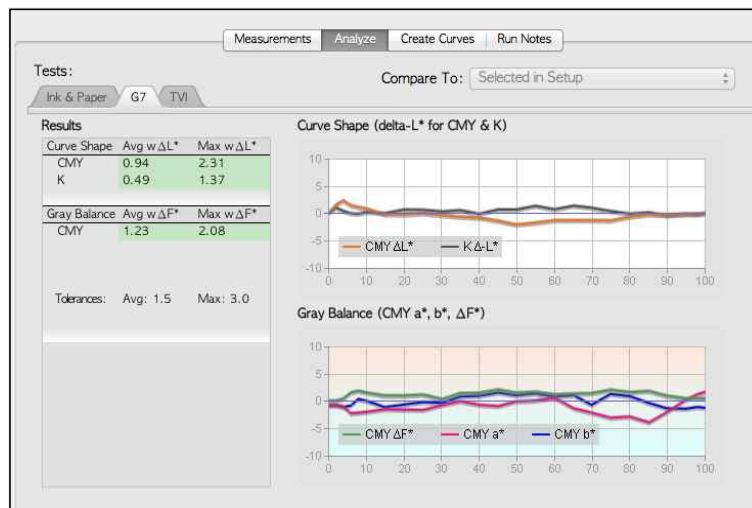 Measurements Analyze Create Curves Run Notes
Tests: Compare To: Selected in Setup
Ink & Paper G7 TVI
Results
Curve Shape Avg w ΔL* Max w ΔL*
CMY 0.94 2.31
K 0.49 1.37
Gray Balance Avg w ΔF* Max w ΔF*
CMY 1.23 2.08
Tolerances: Avg: 1.5 Max: 3.0
Curve Shape (delta-L* for CMY & K)
10
5
0
-5
CMY ΔL* K Δ-L*
-10
0 10 20 30 40 50 60 70 80 90 100
Gray Balance (CMY a*, b*, ΔF*)
10
5
0
-5
CMY ΔF* CMY a* CMY b*
-10
0 10 20 30 40 50 60 70 80 90 100